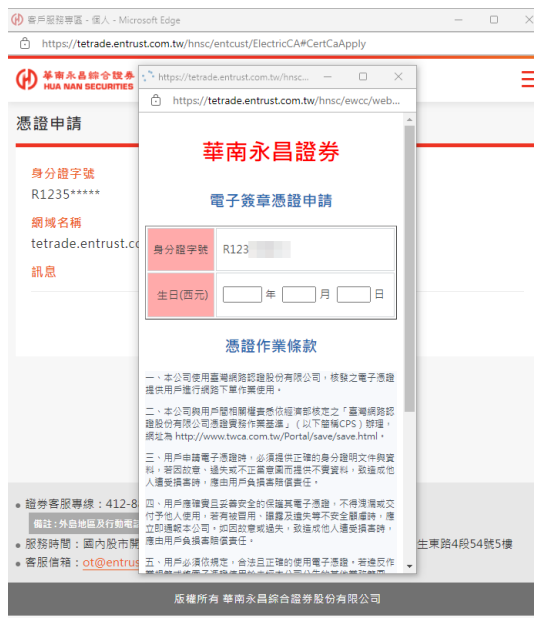 客戶服務專區 - 個人 - Microsoft Edge
https://tetrade.entrust.com.tw/hnsc/entcust/ElectricCA#CertCaApply
華南永昌綜合證券
HUA NAN SECURITIES
憑證申請
身分證字號
R1235*****
網域名稱
tetrade.entrust.co
訊息
https://tetrade.entrust.com.tw/hnsc...
https://tetrade.entrust.com.tw/hnsc/ewcc/web...
華南永昌證券
電子簽章憑證申請
身分證字號 R123
生日(西元) 年 月 日
憑證作業條款
一、本公司使用臺灣網路認證股份有限公司，核發之電子憑證
提供用戶進行網路下單作業使用。
二、本公司與用戶間相關權責悉依經濟部核定之「臺灣網路認
證股份有限公司憑證實務作業基準」（以下簡稱CPS）辦理，
網址為 http://www.twca.com.tw/Portal/save/save.html。
三、用戶申請電子憑證時，必須提供正確的身分證明文件與資
料，若因故意、過失或不正當意圖而提供不實資料，致造成他
人遭受損害時，應由用戶負損害賠償責任。
四、用戶應確實且妥善安全的保護其電子憑證，不得洩漏或交
付予他人使用，若有被冒用、曝露及遺失等不安全顧慮時，應
立即通報本公司。如因故意或過失，致造成他人遭受損害時，
應由用戶負損害賠償責任。
五、用戶必須依規定，合法且正確的使用電子憑證，若違反作
證券客服專線：412-8
備註：外島地區及行動電話
服務時間：國內股市開
生東路4段54號5樓
客服信箱：ot@entrus
版權所有 華南永昌綜合證券股份有限公司